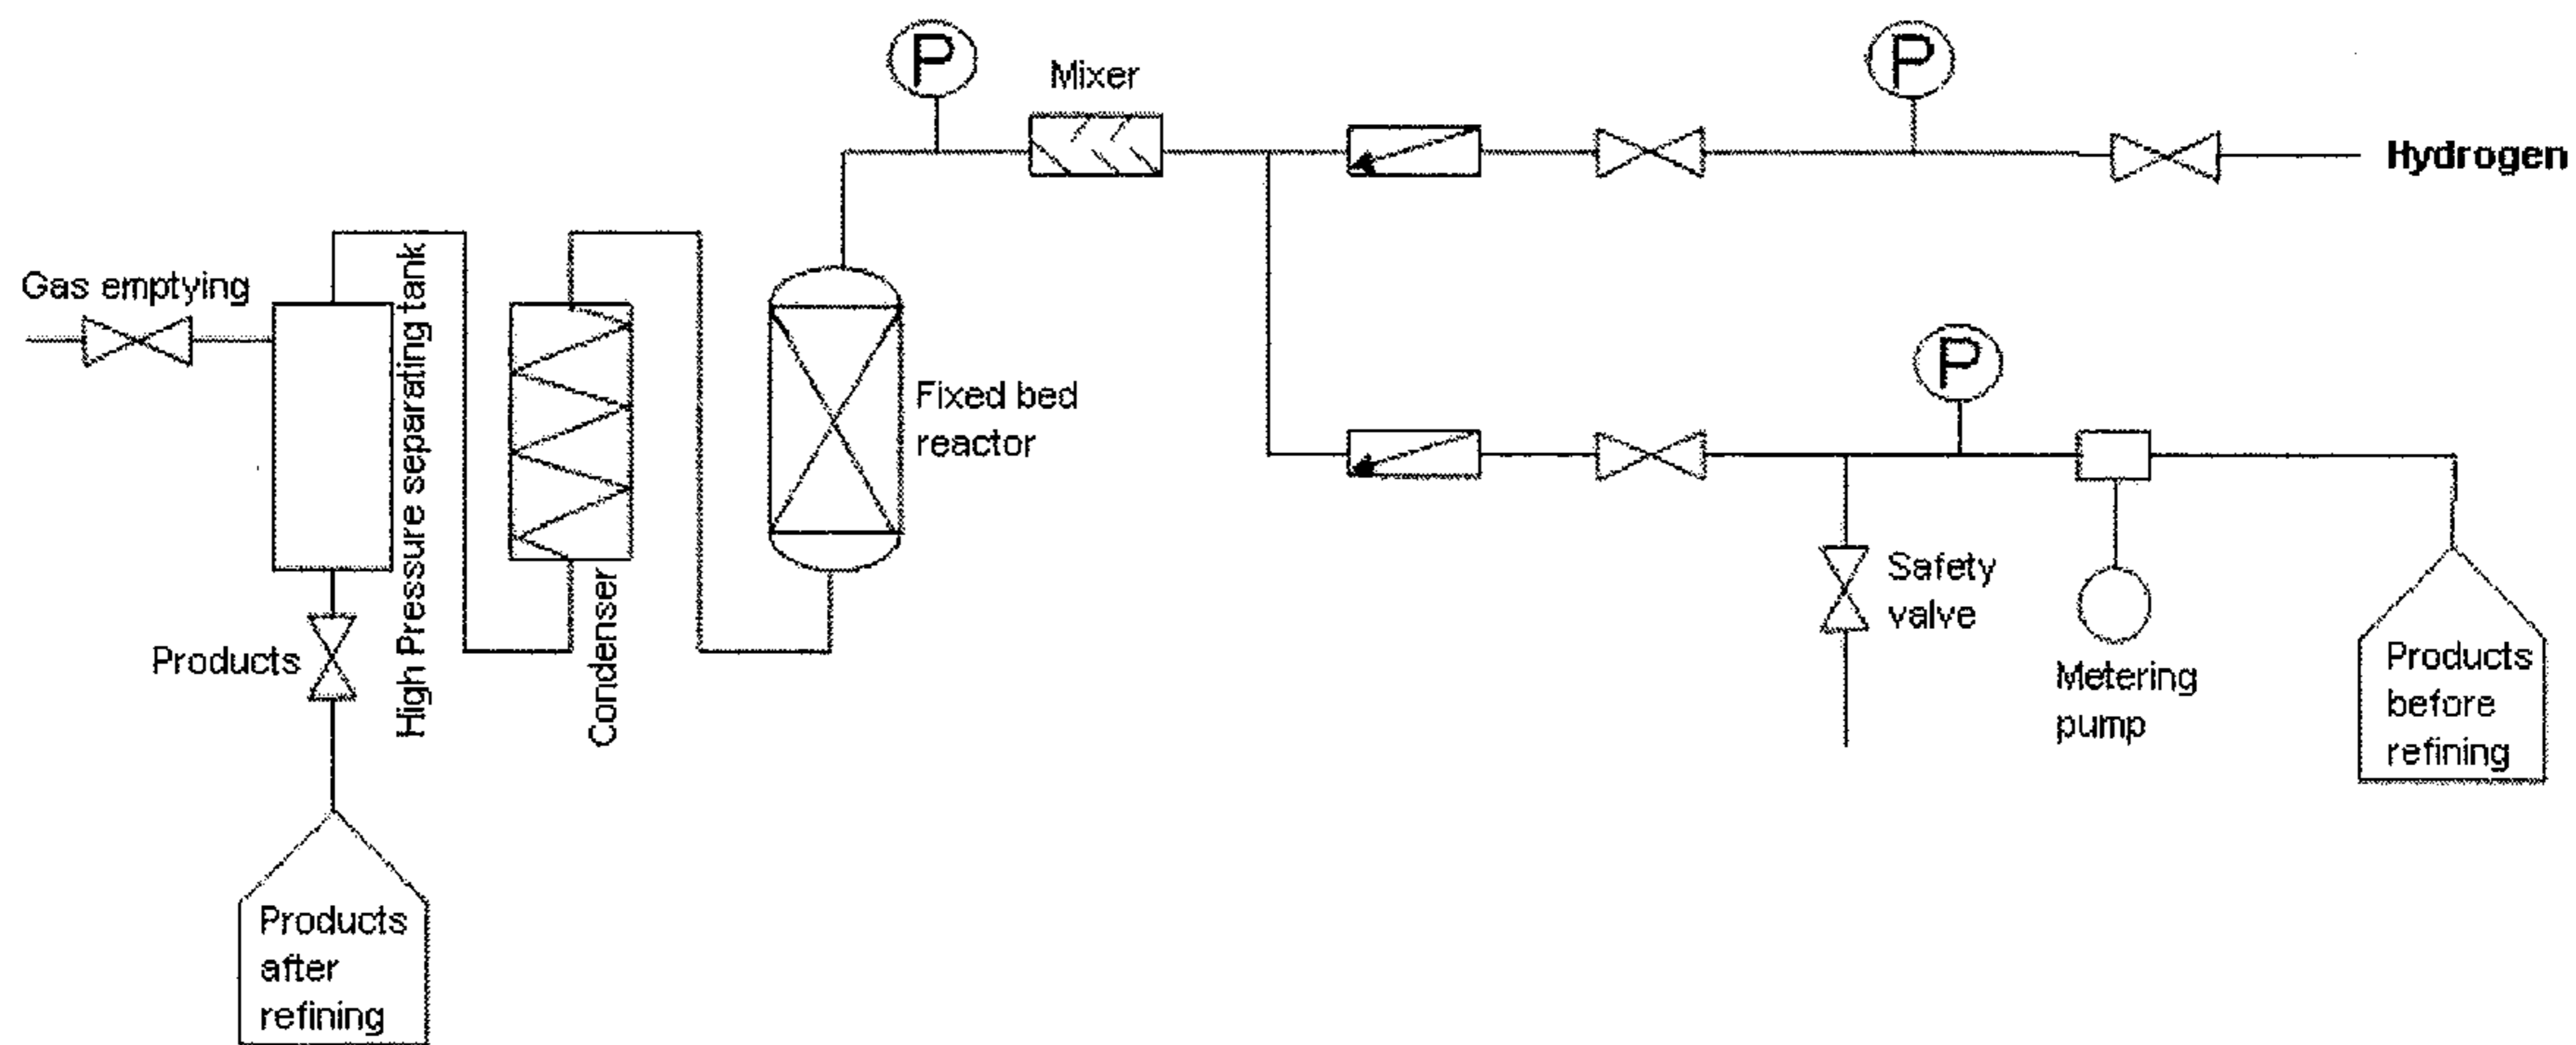 P
Mixer
P
Hydrogen
Gas emptying
High Pressure separating tank
Fixed bed
reactor
P
Condenser
Safety
valve
Products
Metering
pump
Products
before
refining
Products
after
refining